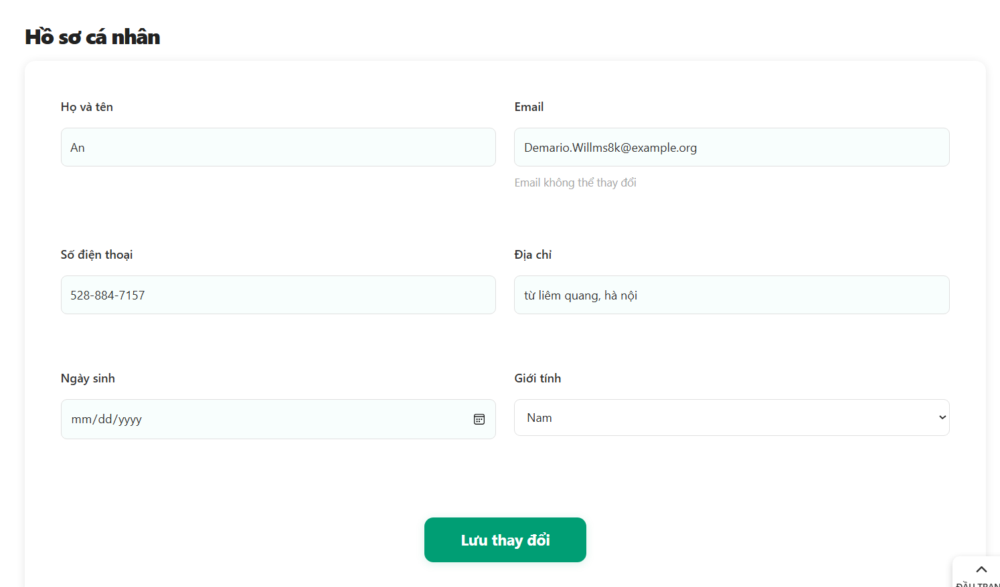 Hồ sơ cá nhân
Họ và tên
An
Email
Demario.Willms8k@example.org
Email không thể thay đổi
Số điện thoại
528-884-7157
Địa chỉ
từ liêm quang, hà nội
Ngày sinh
mm/dd/yyyy
Giới tính
Nam
Lưu thay đổi
ĐẦU TRAN